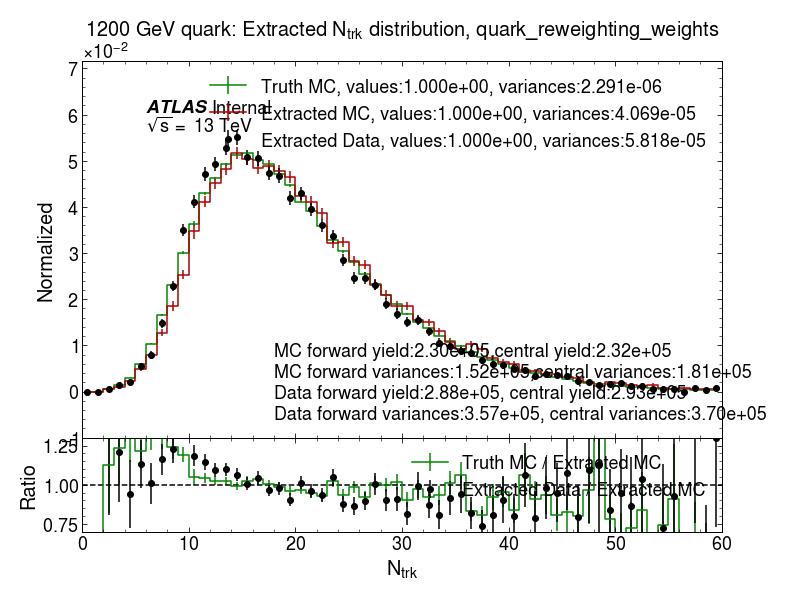 1200 GeV quark: Extracted N_trk distribution, quark_reweighting_weights
×10⁻²
7
Truth MC, values:1.000e+00, variances:2.291e-06
ATLAS Internal
6
Extracted MC, values:1.000e+00, variances:4.069e-05
√s = 13 TeV
Extracted Data, values:1.000e+00, variances:5.818e-05
5
4
Normalized
3
2
1
MC forward yield:2.30e+05, central yield:2.32e+05
MC forward variances:1.52e+05, central variances:1.81e+05
0
Data forward yield:2.88e+05, central yield:2.93e+05
Data forward variances:3.57e+05, central variances:3.70e+05
1.25
Truth MC / Extracted MC
Ratio
1.00
Extracted Data / Extracted MC
0.75
0 10 20 30 40 50 60
N_trk